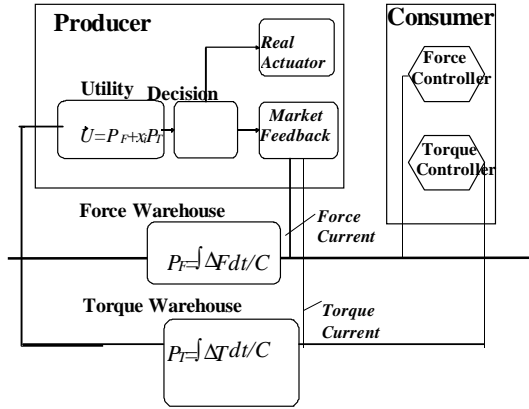 Producer
Consumer
Real
Actuator
Force
Controller
Utility
Decision
U=P_F+x_iP_T
Market
Feedback
Torque
Controller
Force Warehouse
Force
Current
P_F=∫ΔFdt/C
Torque Warehouse
Torque
Current
P_T=∫ΔTdt/C